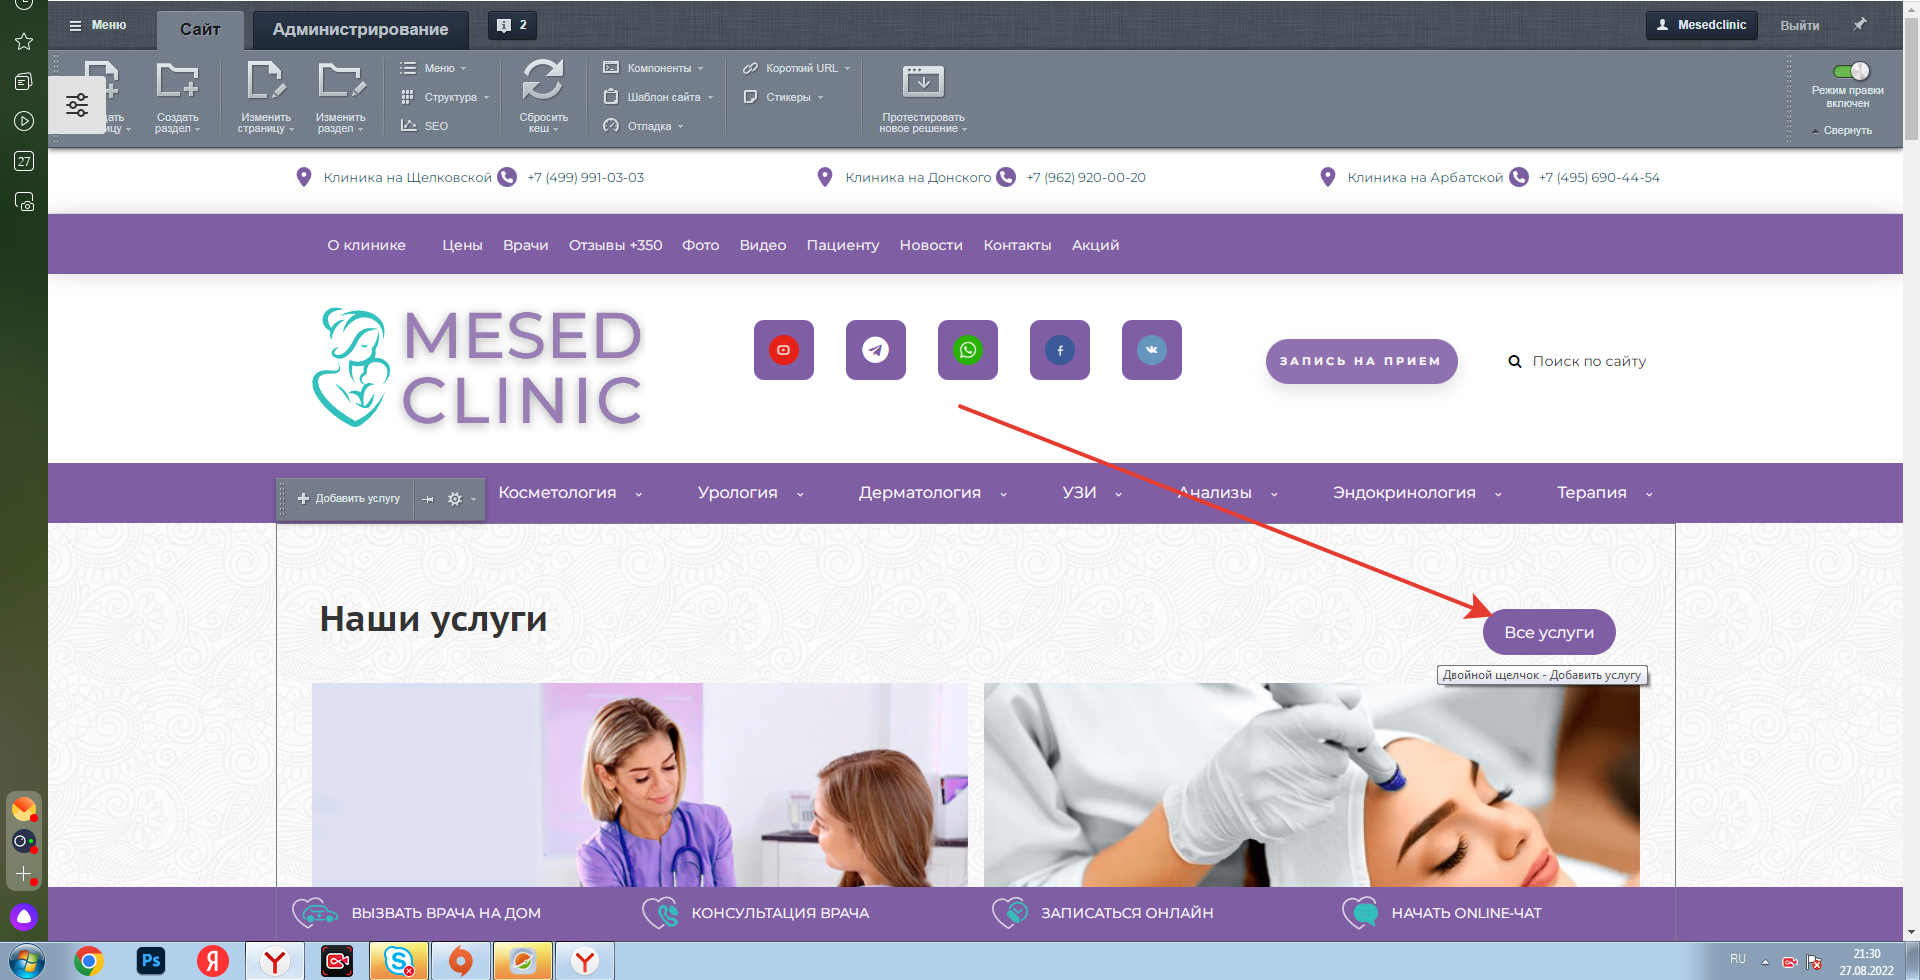 Меню
Сайт
Администрирование
2
Mesedclinic
Выйти
Создать раздел
Изменить страницу
Изменить раздел
Меню
Структура
SEO
Сбросить кеш
Компоненты
Шаблон сайта
Отладка
Короткий URL
Стикеры
Протестировать новое решение
Режим правки включен
Свернуть
27
Клиника на Щелковской +7 (499) 991-03-03
Клиника на Донского +7 (962) 920-00-20
Клиника на Арбатской +7 (495) 690-44-54
О клинике Цены Врачи Отзывы +350 Фото Видео Пациенту Новости Контакты Акций
MESED
CLINIC
ЗАПИСЬ НА ПРИЕМ
Поиск по сайту
Добавить услугу
Косметология Урология Дерматология УЗИ Анализы Эндокринология Терапия
Наши услуги
Все услуги
Двойной щелчок - Добавить услугу
ВЫЗВАТЬ ВРАЧА НА ДОМ
КОНСУЛЬТАЦИЯ ВРАЧА
ЗАПИСАТЬСЯ ОНЛАЙН
НАЧАТЬ ONLINE-ЧАТ
Ps
Я
Y
S
Y
RU
21:30
27.08.2022